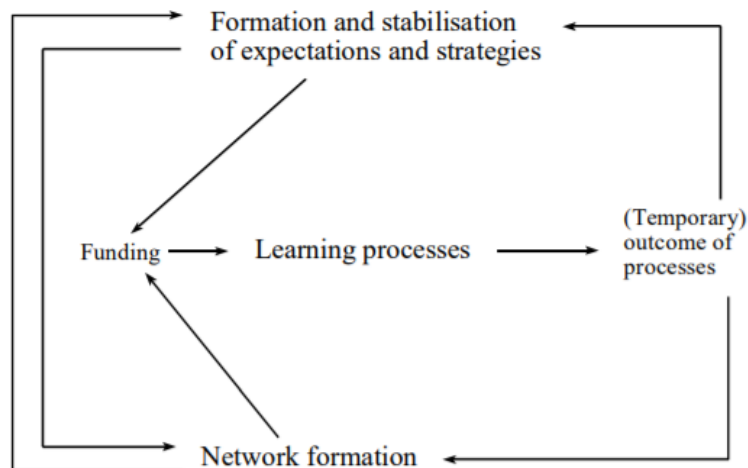 Formation and stabilisation
of expectations and strategies
Funding
Learning processes
(Temporary)
outcome of
processes
Network formation